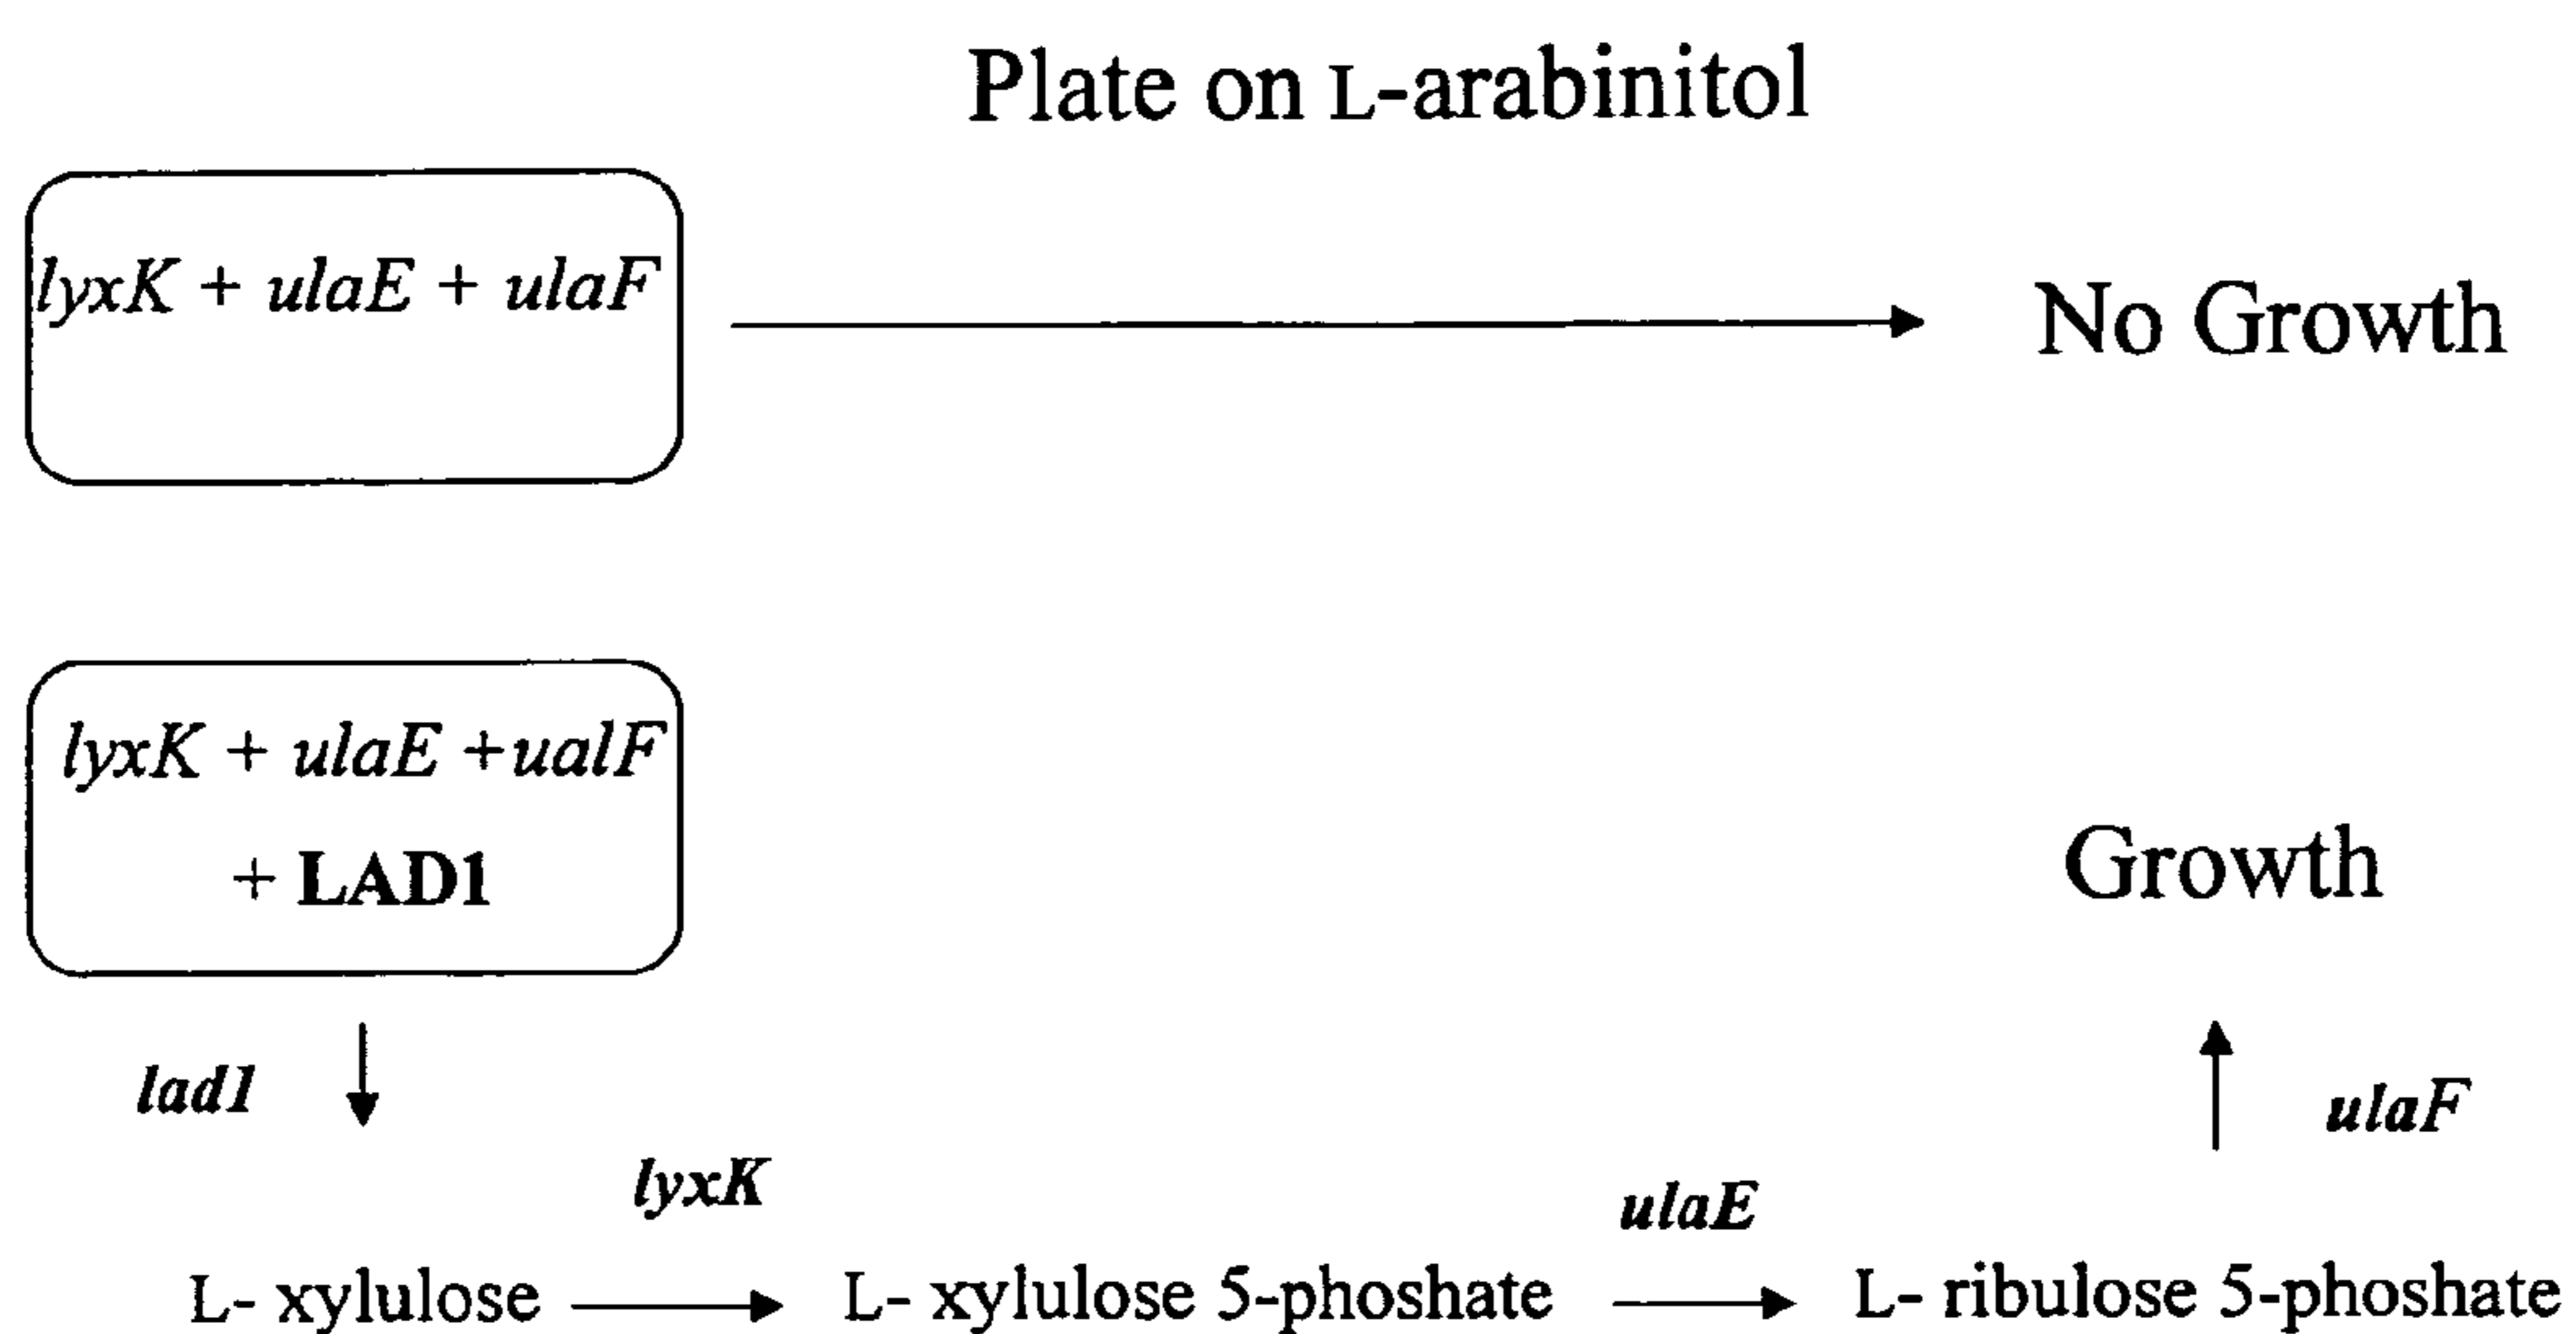 Plate on L-arabinitol
lyxK + ulaE + ulaF
No Growth
lyxK + ulaE +ualF
+ LAD1
Growth
lad1
ulaF
lyxK
ulaE
L- xylulose
L- xylulose 5-phoshate
L- ribulose 5-phoshate